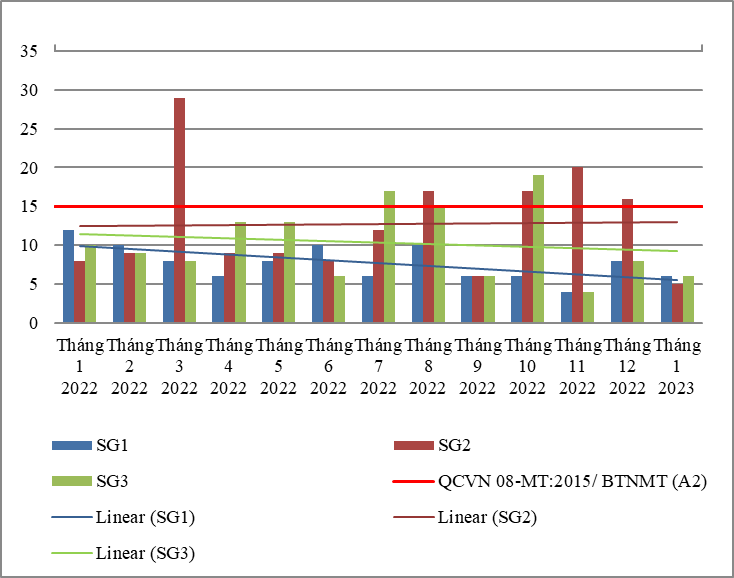 35
30
25
20
15
10
5
0
Tháng Tháng Tháng Tháng Tháng Tháng Tháng Tháng Tháng Tháng Tháng Tháng Tháng
1 2 3 4 5 6 7 8 9 10 11 12 1
2022 2022 2022 2022 2022 2022 2022 2022 2022 2022 2022 2022 2023
SG1 SG2
SG3 QCVN 08-MT:2015/ BTNMT (A2)
Linear (SG1) Linear (SG2)
Linear (SG3)